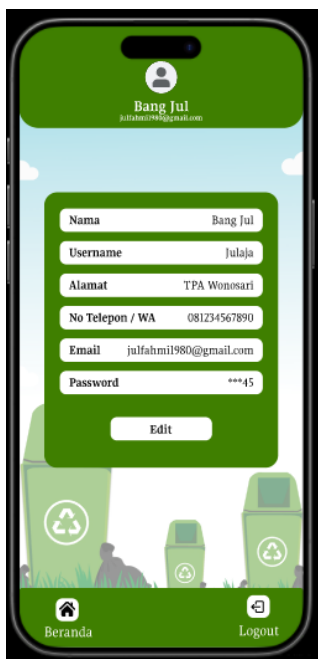 Bang Jul
julfahmil980@gmail.com
Nama Bang Jul
Username Julaja
Alamat TPA Wonosari
No Telepon / WA 081234567890
Email julfahmil980@gmail.com
Password ***45
Edit
Beranda Logout